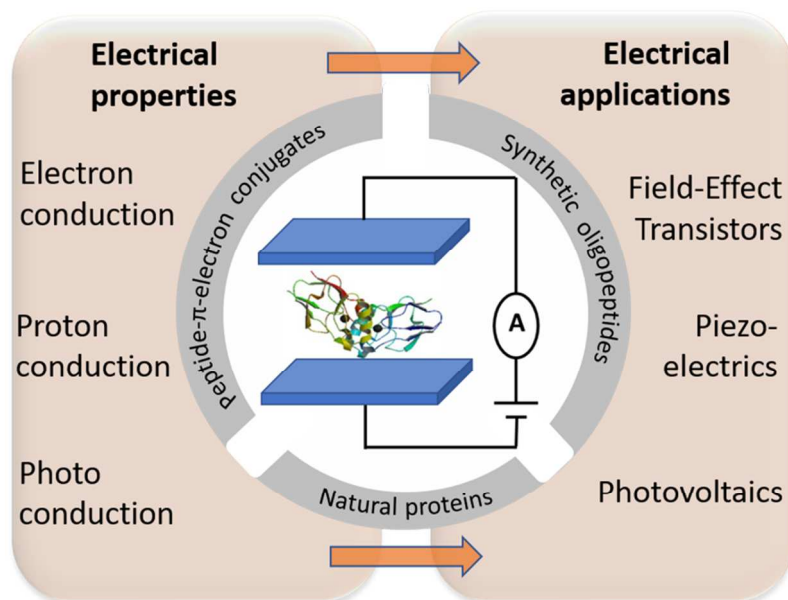 Electrical
properties
Electron
conduction
Proton
conduction
Photo
conduction
Peptide-π-electron conjugates
Synthetic oligopeptides
Natural proteins
A
Electrical
applications
Field-Effect
Transistors
Piezo-
electrics
Photovoltaics